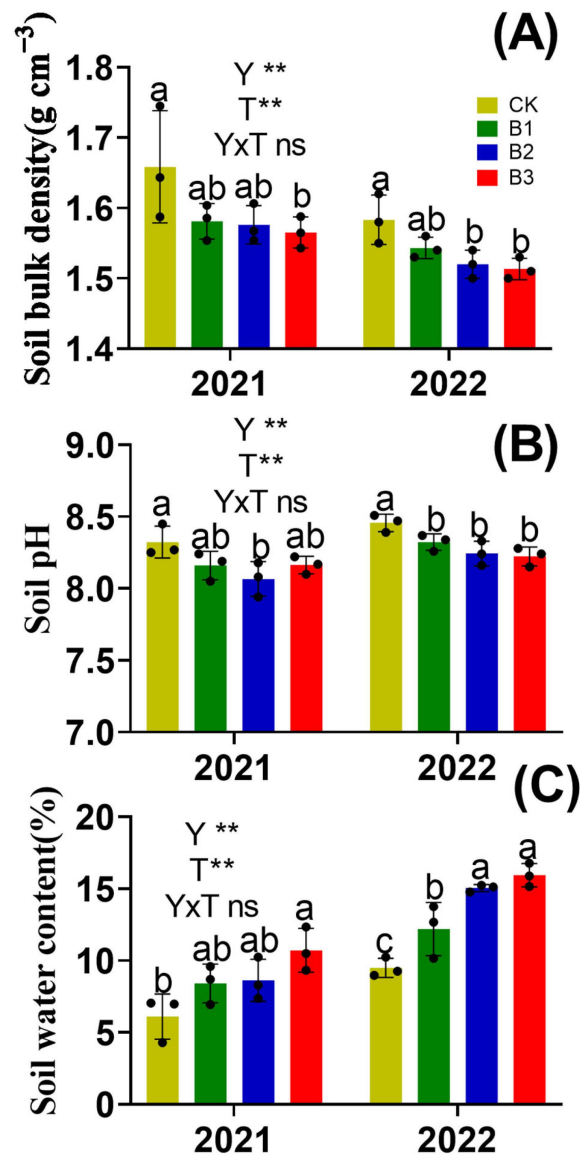 (A)
Soil bulk density(g cm⁻³)
1.8
1.7
1.6
1.5
1.4
Y **
T**
YxT ns
CK
B1
B2
B3
a
ab
ab
b
a
ab
b
b
2021
2022
(B)
Soil pH
9.0
8.5
8.0
7.5
7.0
Y **
T**
YxT ns
a
ab
b
ab
a
b
b
b
2021
2022
(C)
Soil water content(%)
20
15
10
5
0
Y **
T**
YxT ns
b
ab
ab
a
c
b
a
a
2021
2022